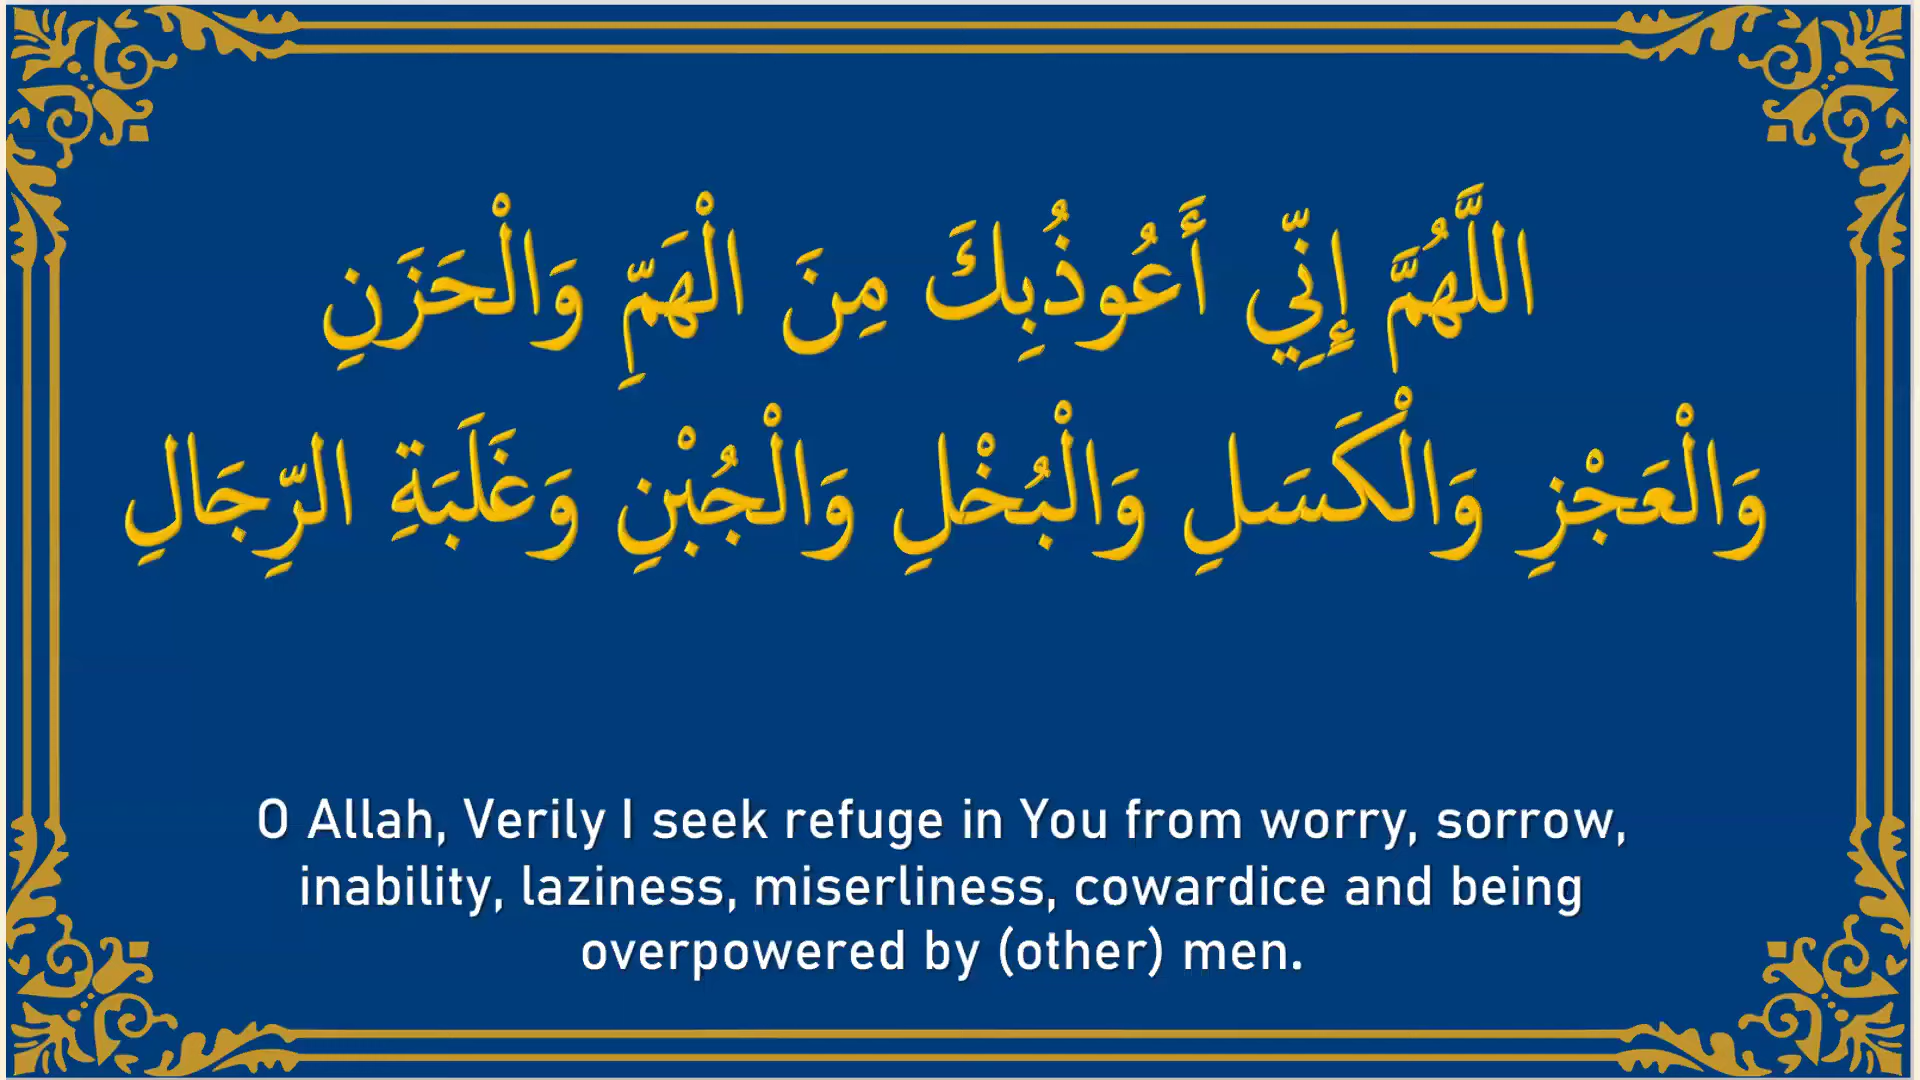 اللَّهُمَّ إِنِّي أَعُوذُبِكَ مِنَ الْهَمِّ وَالْحَزَنِ
وَالْعَجْزِ وَالْكَسَلِ وَالْبُخْلِ وَالْجُبْنِ وَغَلَبَةِ الرِّجَالِ
O Allah, Verily I seek refuge in You from worry, sorrow,
inability, laziness, miserliness, cowardice and being
overpowered by (other) men.